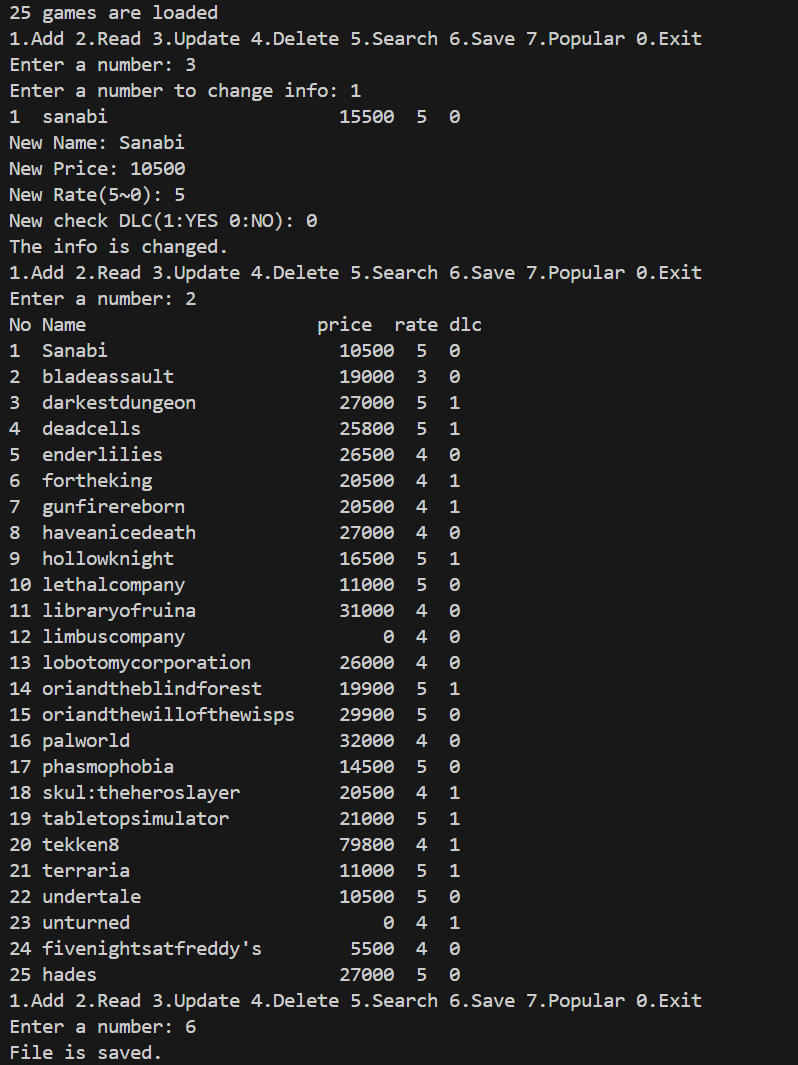 25 games are loaded
1.Add 2.Read 3.Update 4.Delete 5.Search 6.Save 7.Popular 0.Exit
Enter a number: 3
Enter a number to change info: 1
1  sanabi                     15500  5  0
New Name: Sanabi
New Price: 10500
New Rate(5~0): 5
New check DLC(1:YES 0:NO): 0
The info is changed.
1.Add 2.Read 3.Update 4.Delete 5.Search 6.Save 7.Popular 0.Exit
Enter a number: 2
No Name                     price  rate dlc
1  Sanabi                     10500  5  0
2  bladeassault               19000  3  0
3  darkestdungeon             27000  5  1
4  deadcells                  25800  5  1
5  enderlilies                26500  4  0
6  fortheking                 20500  4  1
7  gunfirereborn              20500  4  1
8  haveanicedeath             27000  4  0
9  hollowknight               16500  5  1
10 lethalcompany              11000  5  0
11 libraryofruina             31000  4  0
12 limbuscompany                  0  4  0
13 lobotomycorporation        26000  4  0
14 oriandtheblindforest       19900  5  1
15 oriandthewillofthewisps    29900  5  0
16 palworld                   32000  4  0
17 phasmophobia               14500  5  0
18 skul:theheroslayer         20500  4  1
19 tabletopsimulator          21000  5  1
20 tekken8                    79800  4  1
21 terraria                   11000  5  1
22 undertale                  10500  5  0
23 unturned                       0  4  1
24 fivenightsatfreddy's        5500  4  0
25 hades                      27000  5  0
1.Add 2.Read 3.Update 4.Delete 5.Search 6.Save 7.Popular 0.Exit
Enter a number: 6
File is saved.